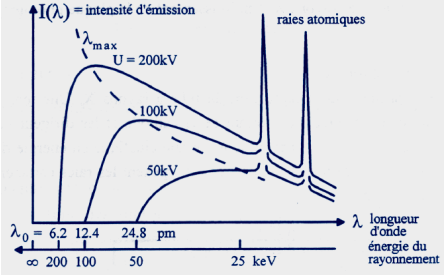 I(λ) = intensité d'émission
raies atomiques
λmax
U = 200kV
100kV
50kV
λ longueur d'onde
λ₀ = 6.2 12.4 24.8 pm
énergie du rayonnement
∞ 200 100 50 25 keV